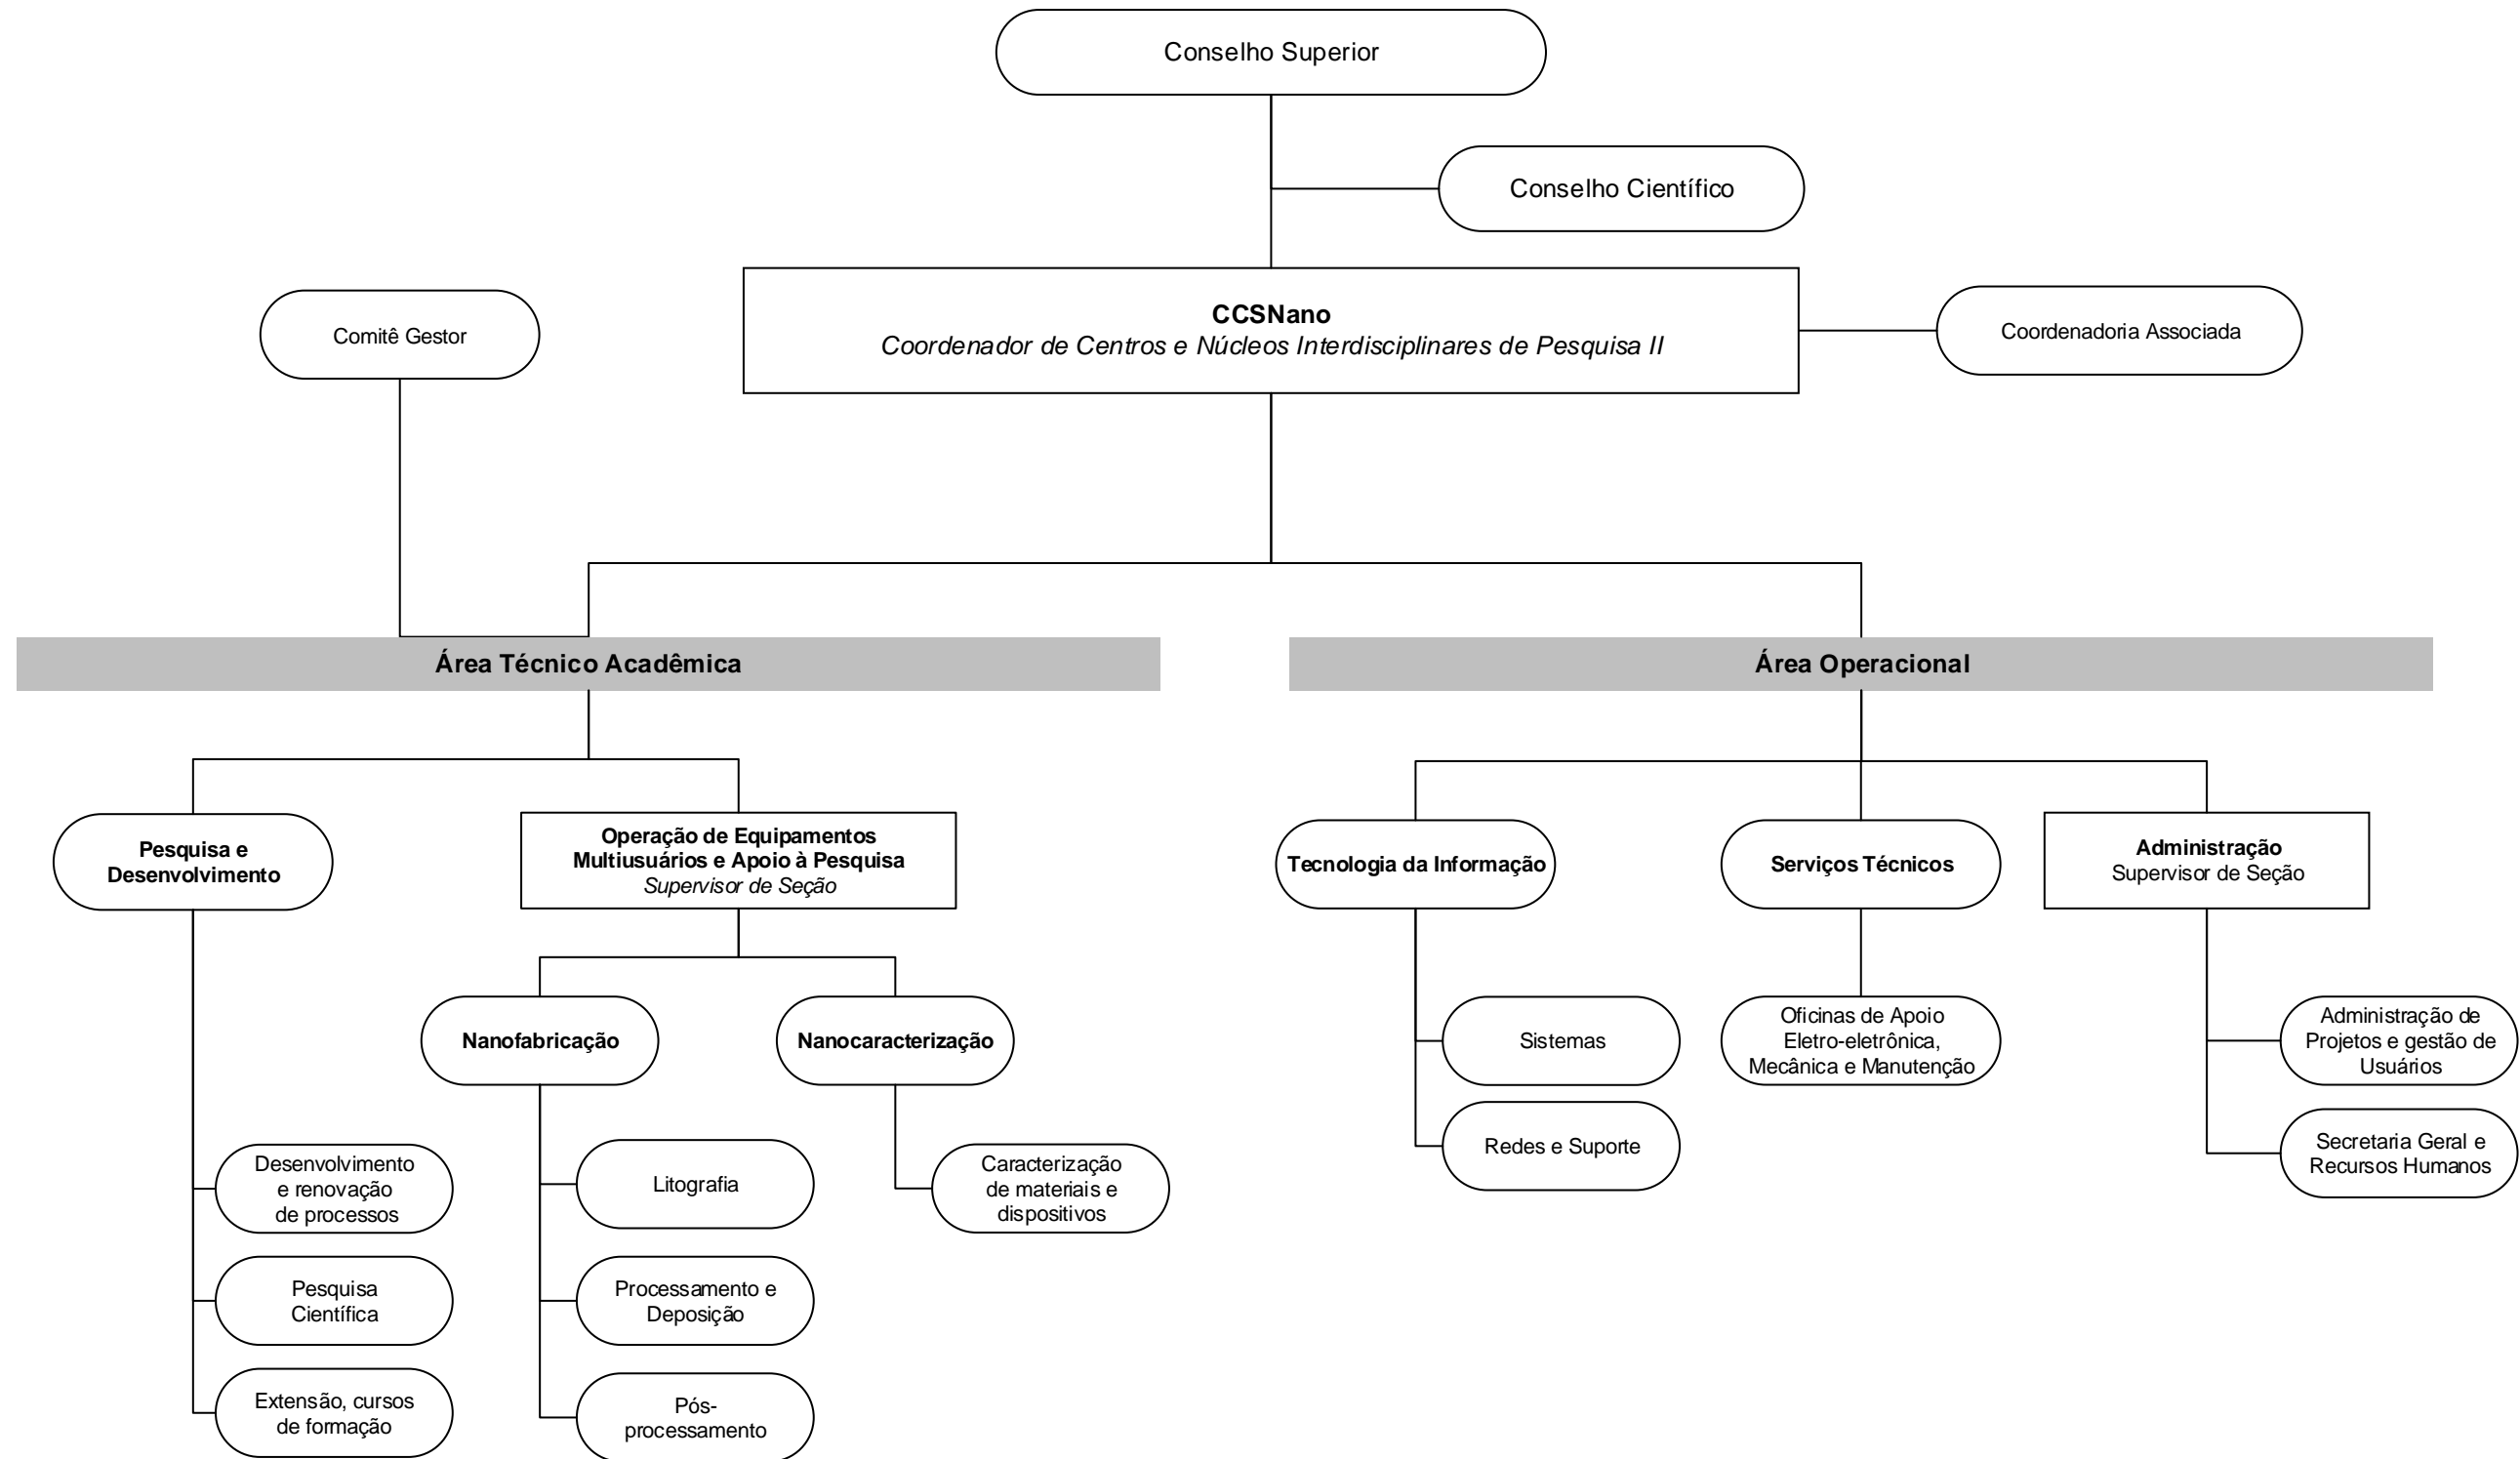 Conselho Superior
Conselho Científico
CCSNano
Coordenador de Centros e Núcleos Interdisciplinares de Pesquisa II
Comitê Gestor
Coordenadoria Associada
Área Técnico Acadêmica
Área Operacional
Pesquisa e
Desenvolvimento
Operação de Equipamentos
Multiusuários e Apoio à Pesquisa
Supervisor de Seção
Tecnologia da Informação
Serviços Técnicos
Administração
Supervisor de Seção
Nanofabricação
Nanocaracterização
Sistemas
Oficinas de Apoio
Eletro-eletrônica,
Mecânica e Manutenção
Administração de
Projetos e gestão de
Usuários
Desenvolvimento
e renovação
de processos
Litografia
Caracterização
de materiais e
dispositivos
Redes e Suporte
Secretaria Geral e
Recursos Humanos
Pesquisa
Científica
Processamento e
Deposição
Extensão, cursos
de formação
Pós-
processamento